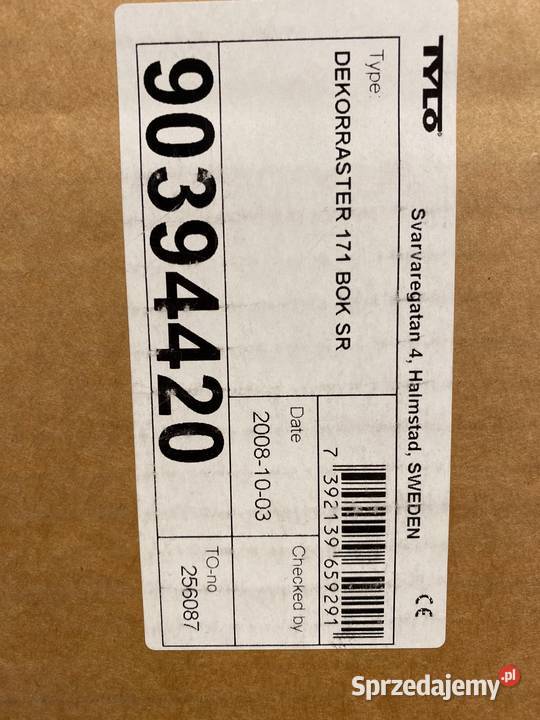 TYLÖ®
Svarvaregatan 4, Halmstad, SWEDEN
CE
Type:
DEKORRASTER 171 BOK SR
7 392139 659291
Date
2008-10-03
Checked by
90394420
TO-no
256087
Sprzedajemy.pl